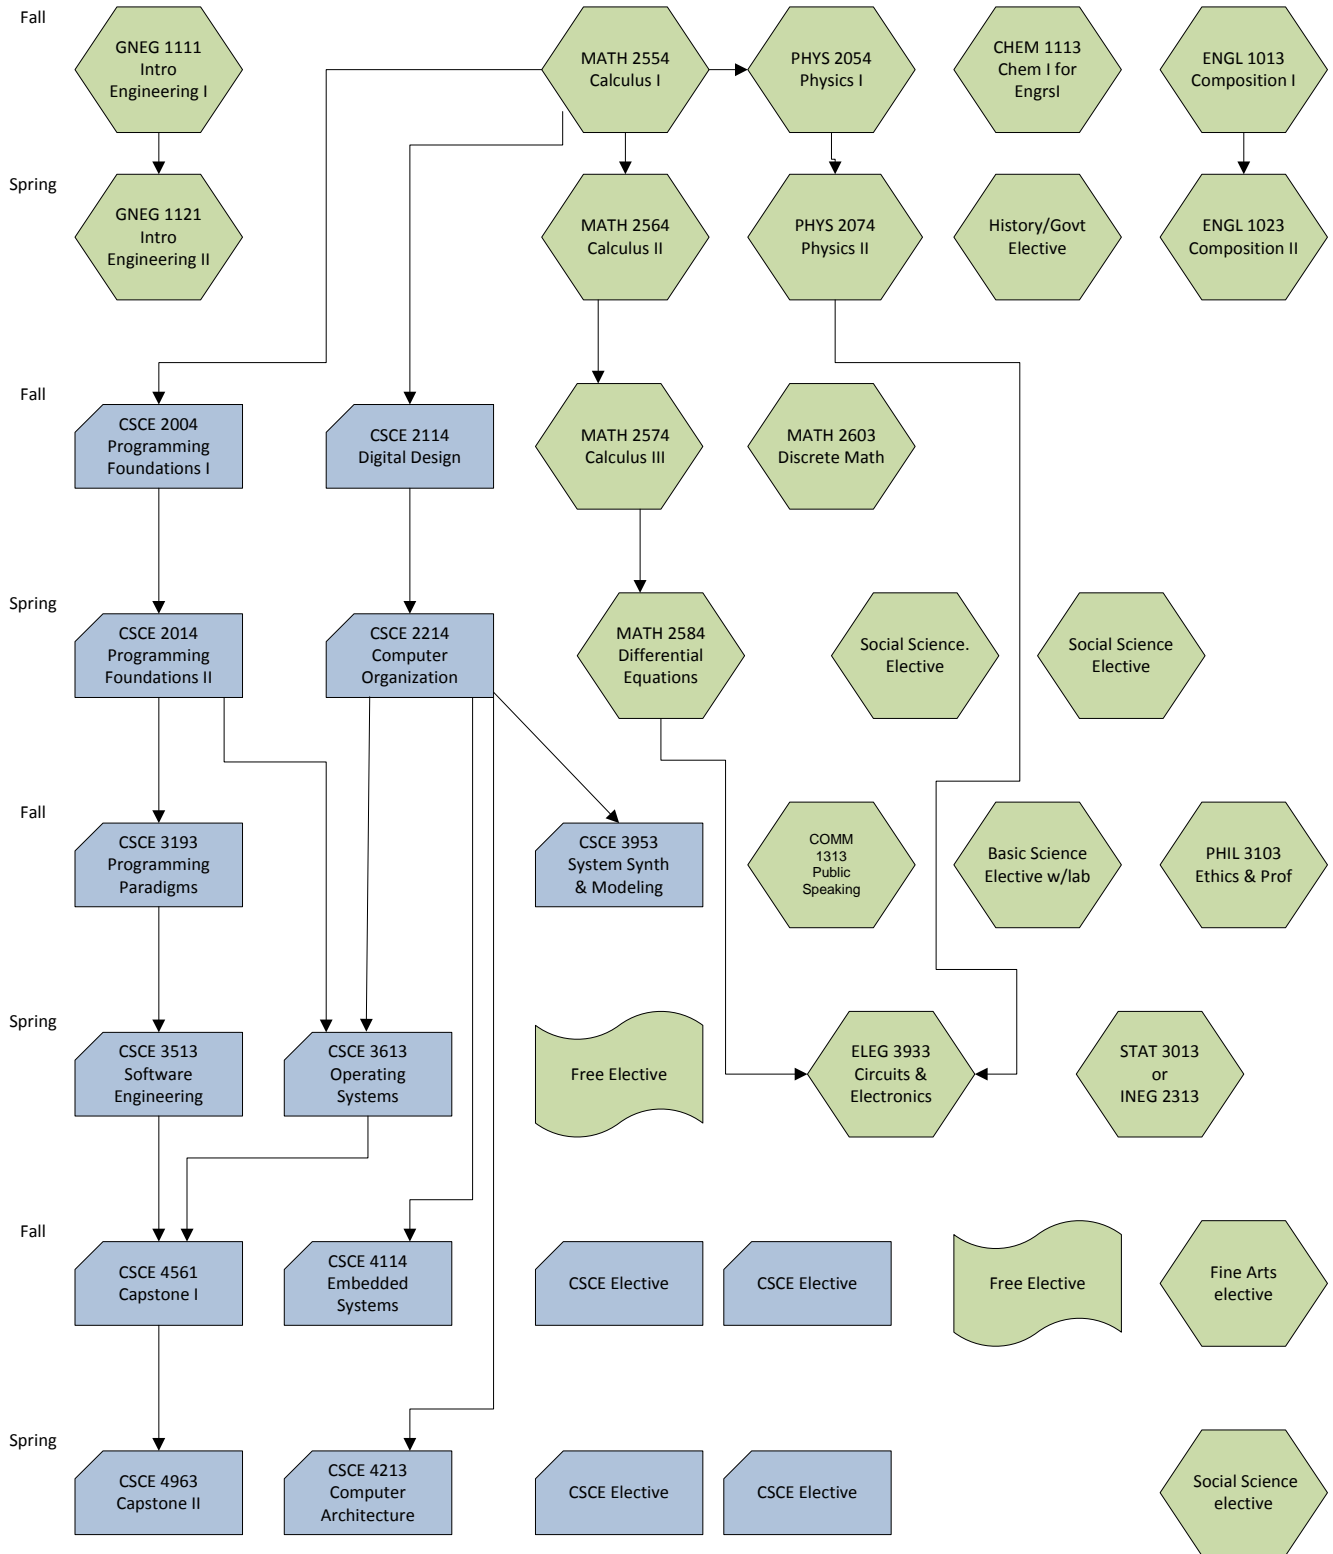 Fall
GNEG 1111
Intro
Engineering I
MATH 2554
Calculus I
PHYS 2054
Physics I
CHEM 1113
Chem I for
EngrsI
ENGL 1013
Composition I
Spring
GNEG 1121
Intro
Engineering II
MATH 2564
Calculus II
PHYS 2074
Physics II
History/Govt
Elective
ENGL 1023
Composition II
Fall
CSCE 2004
Programming
Foundations I
CSCE 2114
Digital Design
MATH 2574
Calculus III
MATH 2603
Discrete Math
Spring
CSCE 2014
Programming
Foundations II
CSCE 2214
Computer
Organization
MATH 2584
Differential
Equations
Social Science.
Elective
Social Science
Elective
Fall
CSCE 3193
Programming
Paradigms
CSCE 3953
System Synth
& Modeling
COMM
1313
Public
Speaking
Basic Science
Elective w/lab
PHIL 3103
Ethics & Prof
Spring
CSCE 3513
Software
Engineering
CSCE 3613
Operating
Systems
Free Elective
ELEG 3933
Circuits &
Electronics
STAT 3013
or
INEG 2313
Fall
CSCE 4561
Capstone I
CSCE 4114
Embedded
Systems
CSCE Elective
CSCE Elective
Free Elective
Fine Arts
elective
Spring
CSCE 4963
Capstone II
CSCE 4213
Computer
Architecture
CSCE Elective
CSCE Elective
Social Science
elective